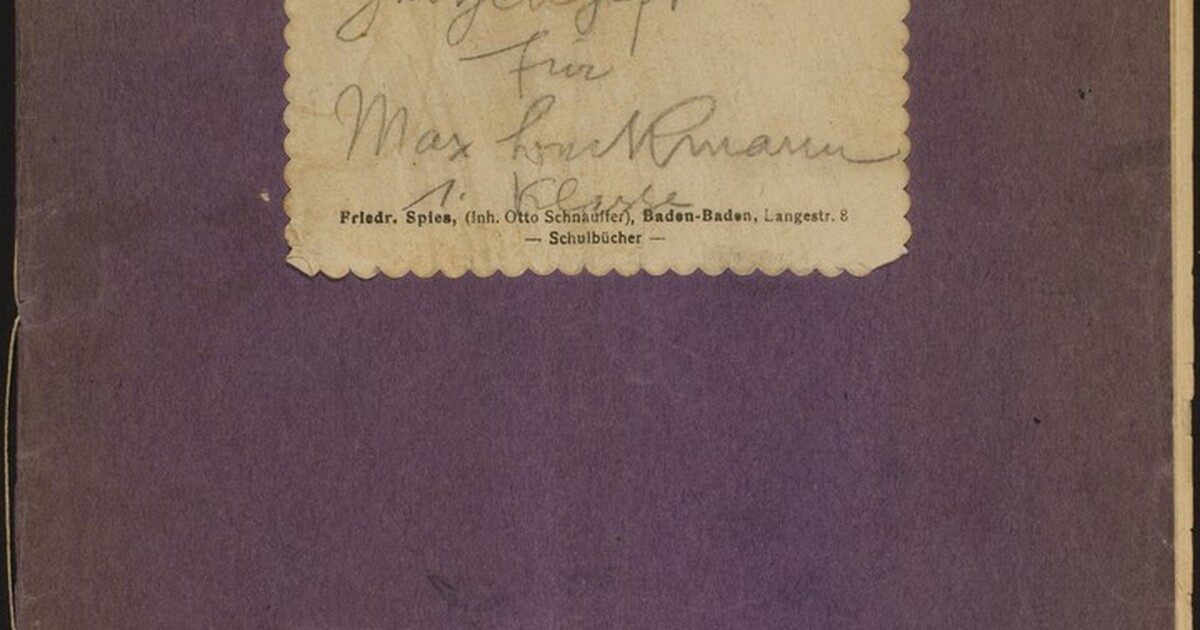 für
Max
1. Klasse
Friedr. Spies, (Inh. Otto Schnauffer), Baden-Baden, Langestr. 8
— Schulbücher —